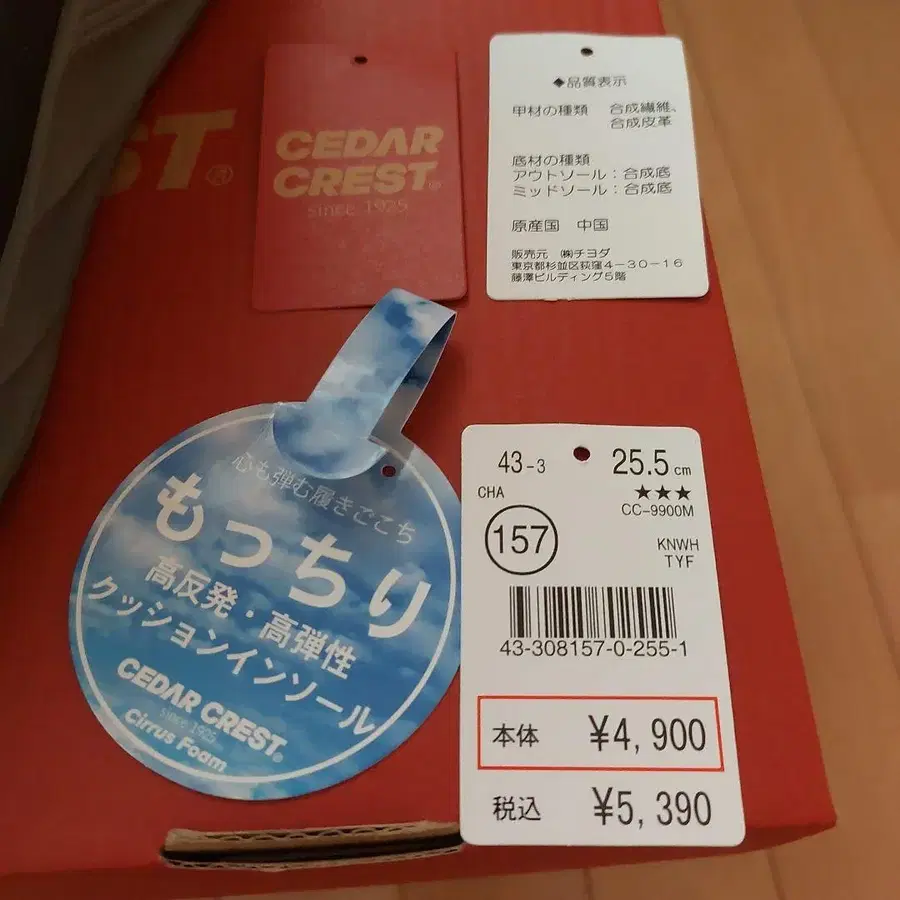 ST®
CEDAR
CREST®
since 1925
◆品質表示
甲材の種類 合成繊維、
合成皮革
底材の種類
アウトソール：合成底
ミッドソール：合成底
原産国 中国
販売元 ㈱チヨダ
東京都杉並区荻窪4－30－16
藤澤ビルディング5階
心も弾む履きごこち
もっちり
高反発・高弾性
クッションインソール
CEDAR CREST®
since 1925
Cirrus Foam
43-3 25.5cm
CHA ★★★
CC-9900M
157
KNWH
TYF
43-308157-0-255-1
本体 ¥4,900
税込 ¥5,390